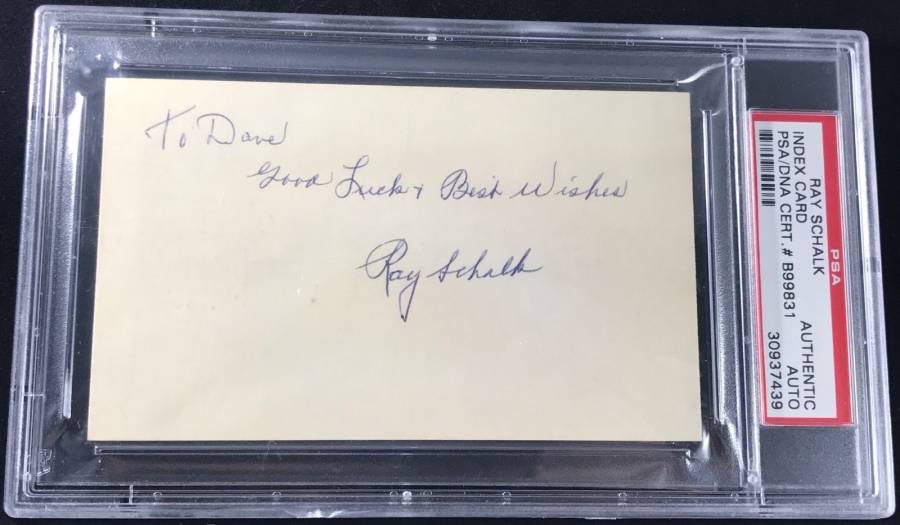 To Dave
Good Luck + Best Wishes
Ray Schalk
PSA
RAY SCHALK
INDEX CARD AUTHENTIC
AUTO
PSA/DNA CERT.# B99831 30937439